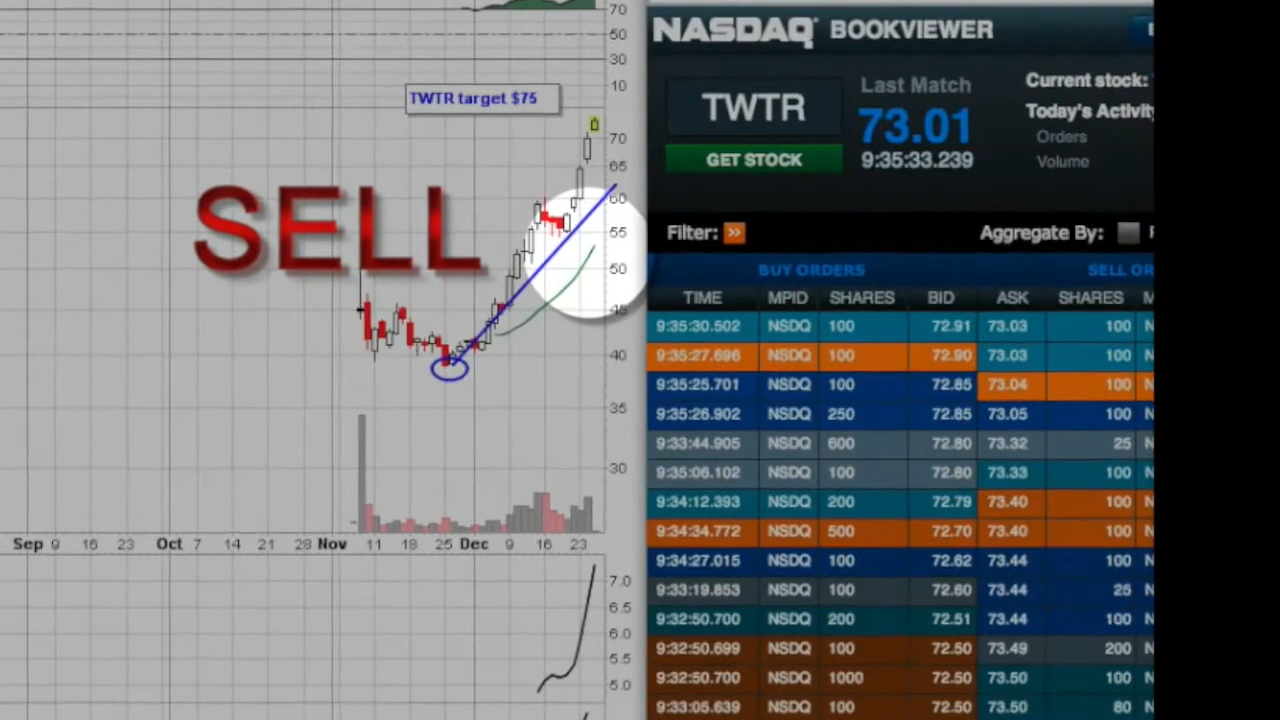 70
50
30
10
TWTR target $75
70
65
60
55
50
45
40
35
30
SELL
Sep 9 16 23 Oct 7 14 21 28 Nov 11 18 25 Dec 9 16 23
7.0
6.5
6.0
5.5
5.0
NASDAQ BOOKVIEWER
TWTR
GET STOCK
Last Match
73.01
9:35:33.239
Current stock:
Today's Activity
Orders
Volume
Filter: »
Aggregate By:
BUY ORDERS SELL OR
TIME MPID SHARES BID ASK SHARES M
9:35:30.502 NSDQ 100 72.91 73.03 100 N
9:35:27.696 NSDQ 100 72.90 73.03 100 N
9:35:25.701 NSDQ 100 72.85 73.04 100 N
9:35:26.902 NSDQ 250 72.85 73.05 100 N
9:33:44.905 NSDQ 600 72.80 73.32 25 N
9:35:06.102 NSDQ 100 72.80 73.33 100 N
9:34:12.393 NSDQ 200 72.79 73.40 100 N
9:34:34.772 NSDQ 500 72.70 73.40 100 N
9:34:27.015 NSDQ 100 72.62 73.44 100 N
9:33:19.853 NSDQ 100 72.60 73.44 25 N
9:32:50.700 NSDQ 200 72.51 73.44 100 N
9:32:50.699 NSDQ 100 72.50 73.49 200 N
9:32:50.700 NSDQ 1000 72.50 73.50 100 N
9:33:05.639 NSDQ 100 72.50 73.50 80 N